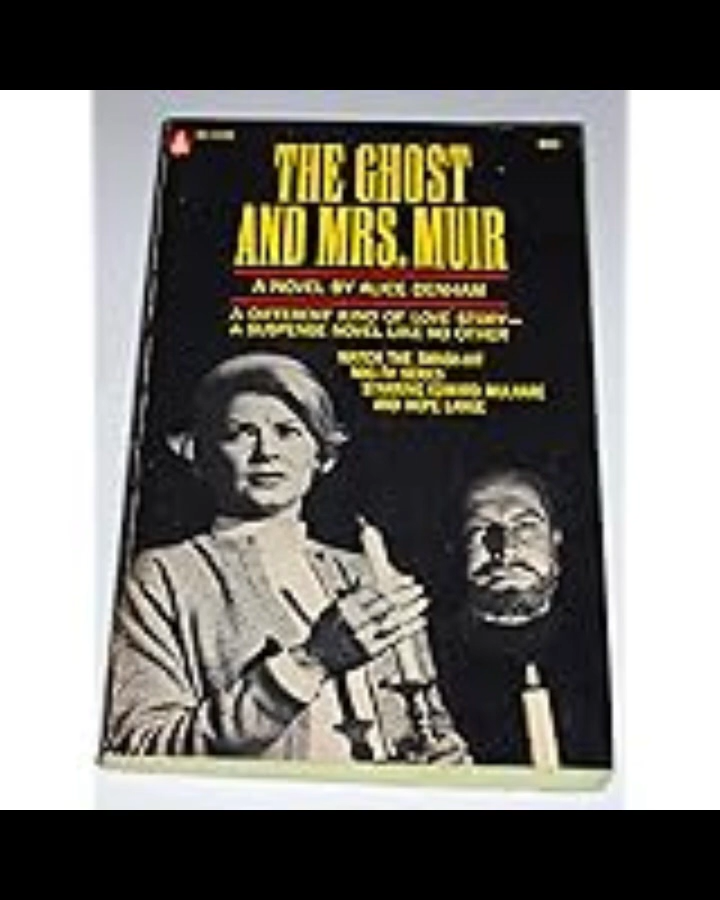 THE GHOST
AND MRS. MUIR
A NOVEL BY ALICE DENHAM
A DIFFERENT KIND OF LOVE STORY—
A SUSPENSE NOVEL LIKE NO OTHER
WATCH THE
STARRING EDWARD MULHARE
AND HOPE LANGE